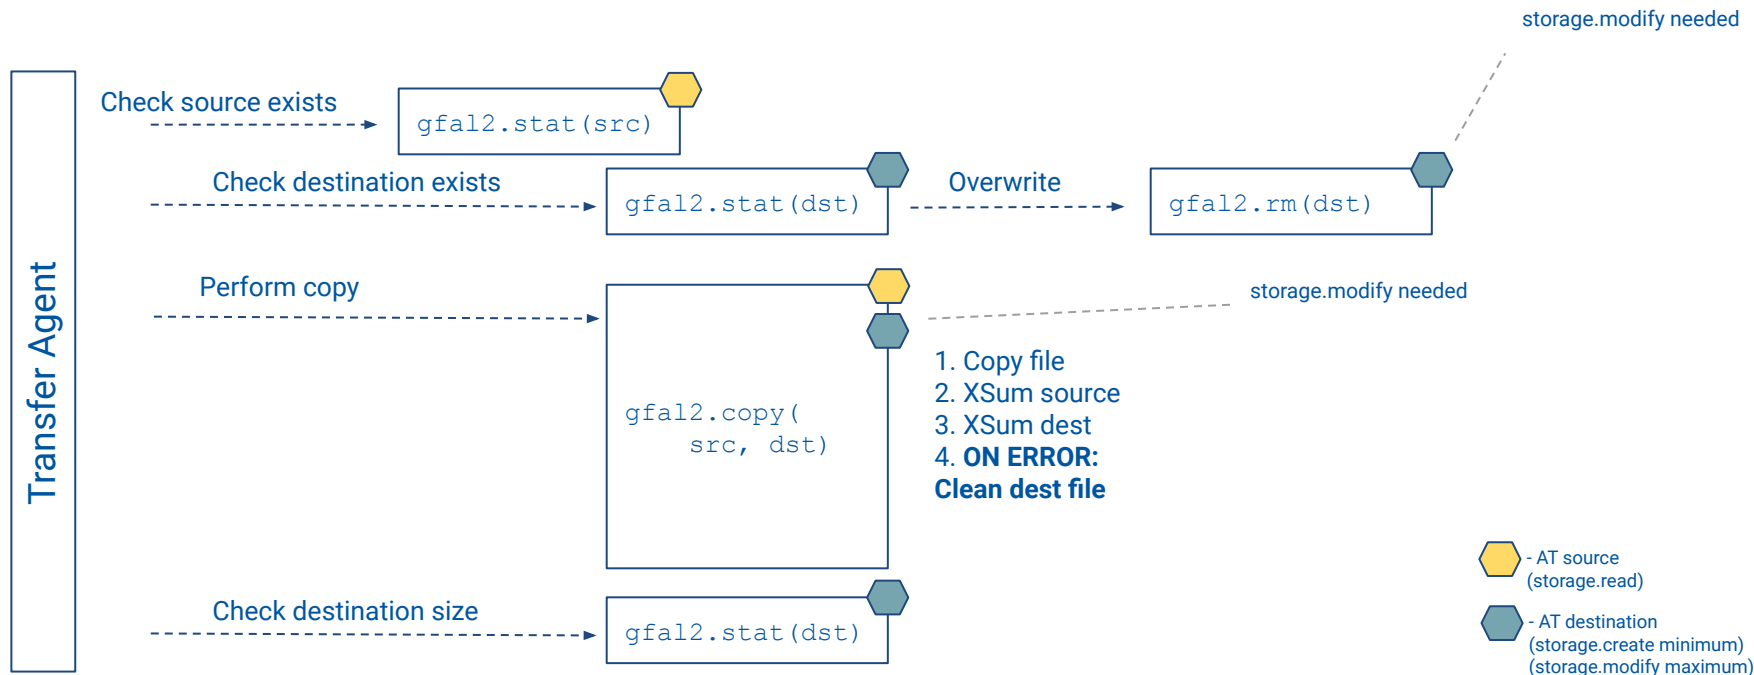 storage.modify needed
Check source exists
gfal2.stat(src)
Check destination exists
gfal2.stat(dst)
Overwrite
gfal2.rm(dst)
Transfer Agent
Perform copy
storage.modify needed
gfal2.copy(
src, dst)
1. Copy file
2. XSum source
3. XSum dest
4. ON ERROR:
Clean dest file
Check destination size
gfal2.stat(dst)
- AT source
(storage.read)
- AT destination
(storage.create minimum)
(storage.modify maximum)